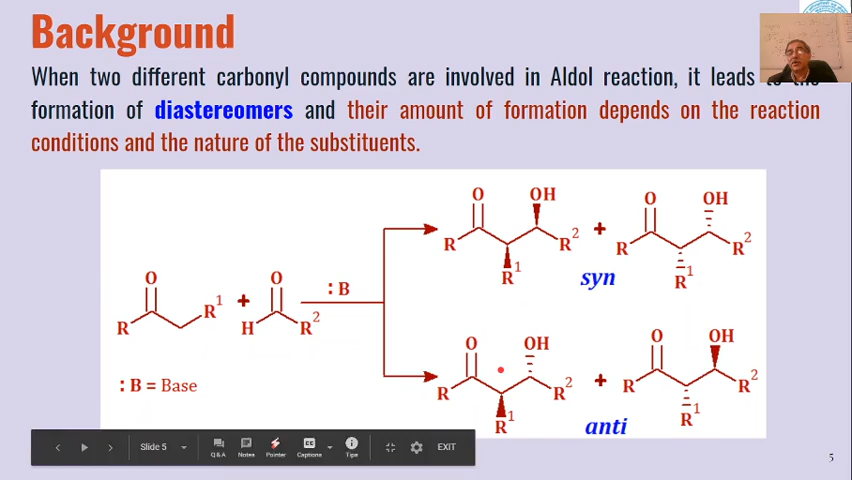 Background
When two different carbonyl compounds are involved in Aldol reaction, it leads to the
formation of diastereomers and their amount of formation depends on the reaction
conditions and the nature of the substituents.
O OH O OH
R R2 + R R2
R1 R1
syn
O O
R R1 + H R2 : B
: B = Base
O OH O OH
R R2 + R R2
R1 R1
anti
Slide 5
Q&A Notes Pointer Captions Tips EXIT
5